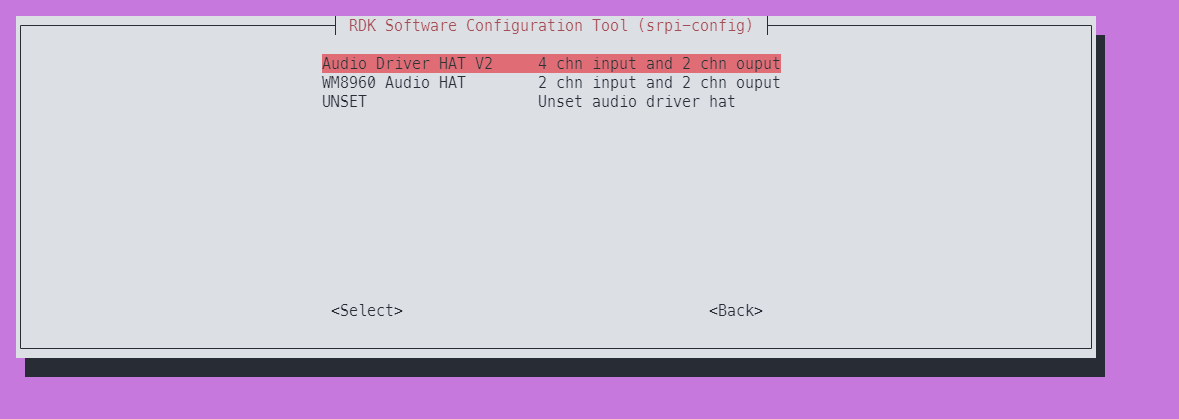 RDK Software Configuration Tool (srpi-config)
Audio Driver HAT V2 4 chn input and 2 chn ouput
WM8960 Audio HAT 2 chn input and 2 chn ouput
UNSET Unset audio driver hat
<Select> <Back>